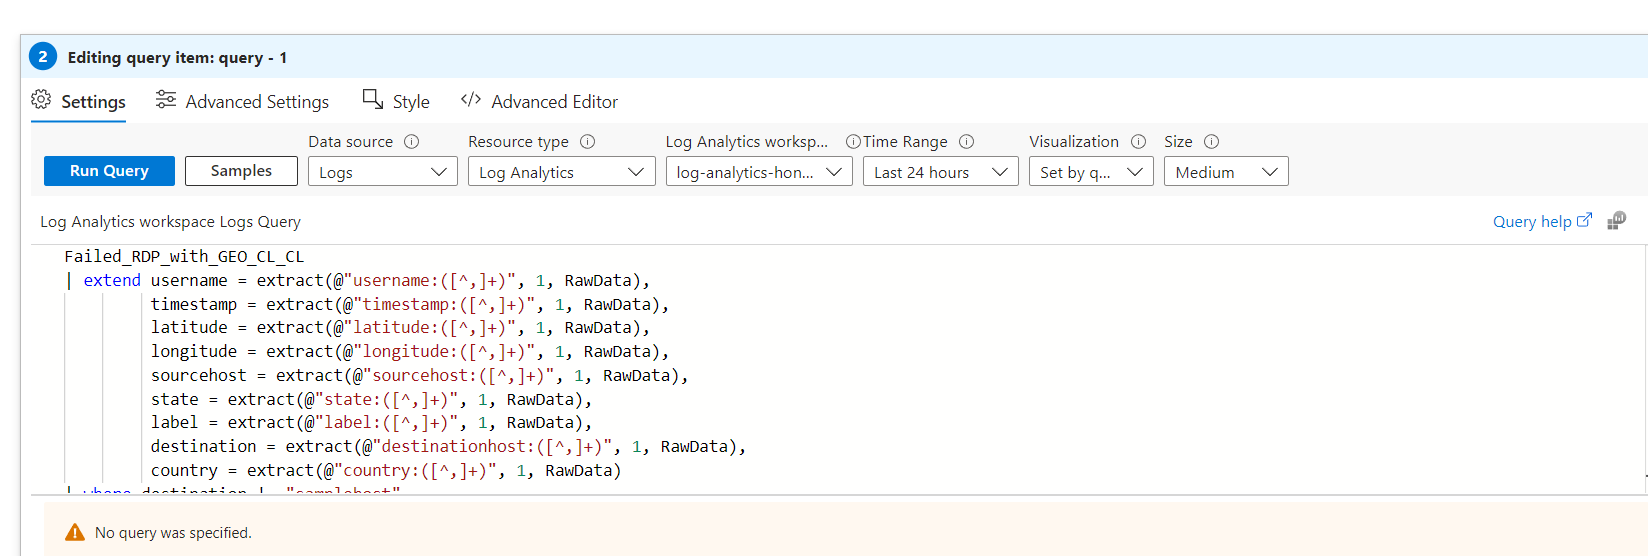 2 Editing query item: query - 1
Settings Advanced Settings Style </> Advanced Editor
Data source Resource type Log Analytics worksp... Time Range Visualization Size
Run Query Samples Logs Log Analytics log-analytics-hon... Last 24 hours Set by q... Medium
Log Analytics workspace Logs Query Query help
Failed_RDP_with_GEO_CL_CL
| extend username = extract(@"username:([^,]+)", 1, RawData),
timestamp = extract(@"timestamp:([^,]+)", 1, RawData),
latitude = extract(@"latitude:([^,]+)", 1, RawData),
longitude = extract(@"longitude:([^,]+)", 1, RawData),
sourcehost = extract(@"sourcehost:([^,]+)", 1, RawData),
state = extract(@"state:([^,]+)", 1, RawData),
label = extract(@"label:([^,]+)", 1, RawData),
destination = extract(@"destinationhost:([^,]+)", 1, RawData),
country = extract(@"country:([^,]+)", 1, RawData)
| where destination != "samplehost"
No query was specified.